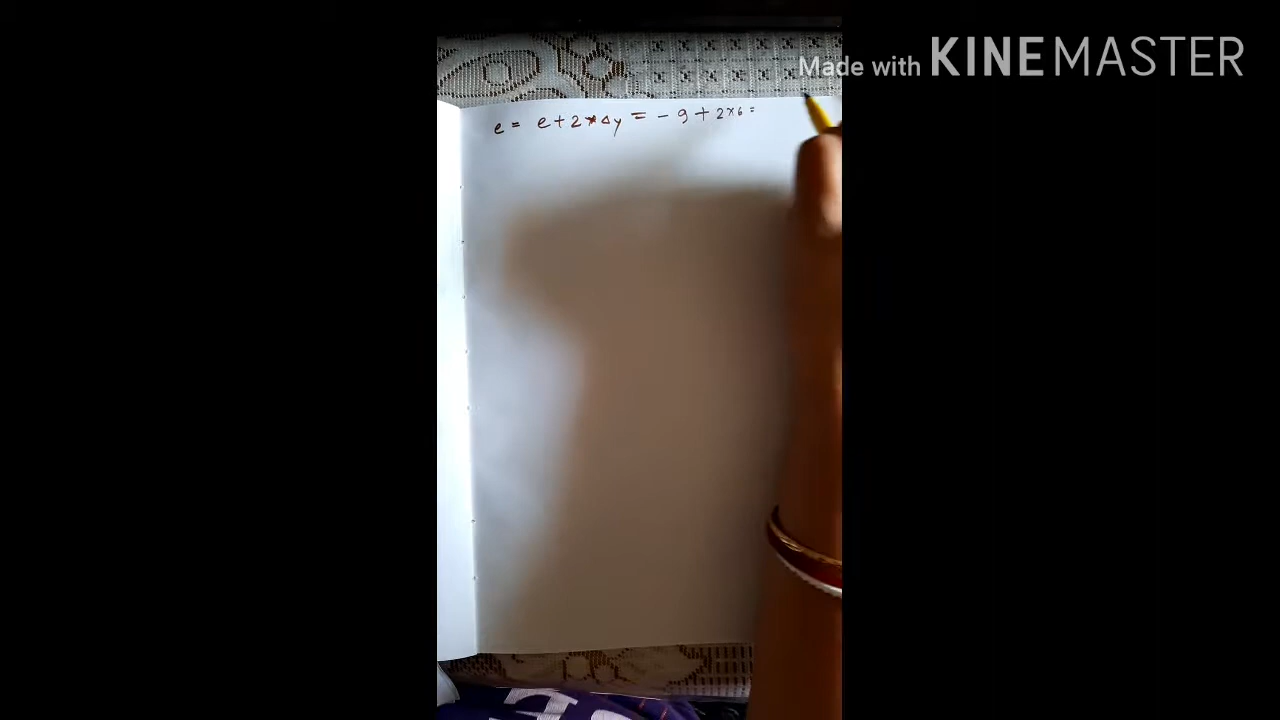 Made with KINEMASTER
e = e + 2 * Δy = - 9 + 2 x 6 =